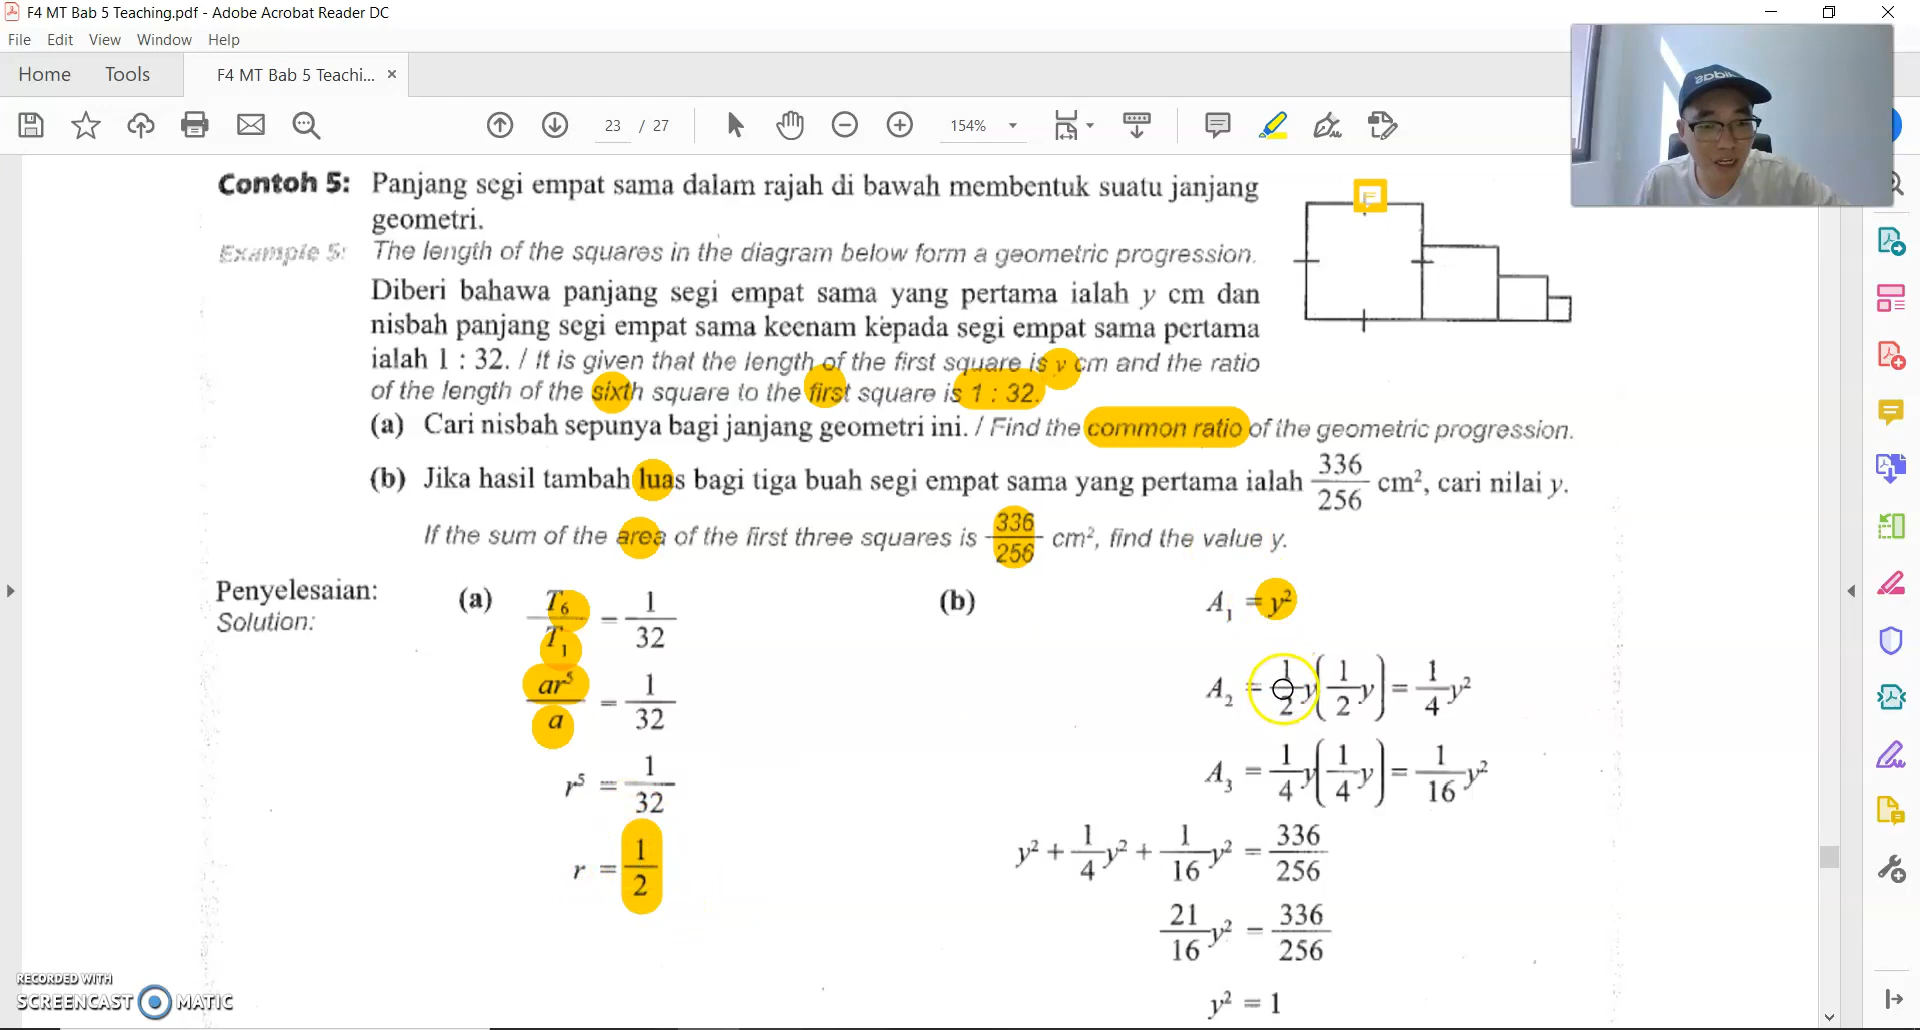 F4 MT Bab 5 Teaching.pdf - Adobe Acrobat Reader DC
File Edit View Window Help
Home Tools F4 MT Bab 5 Teachi... ×
23 / 27 154%
Contoh 5: Panjang segi empat sama dalam rajah di bawah membentuk suatu janjang
geometri.
Example 5: The length of the squares in the diagram below form a geometric progression.
Diberi bahawa panjang segi empat sama yang pertama ialah y cm dan
nisbah panjang segi empat sama keenam kepada segi empat sama pertama
ialah 1 : 32. / It is given that the length of the first square is y cm and the ratio
of the length of the sixth square to the first square is 1 : 32.
(a) Cari nisbah sepunya bagi janjang geometri ini. / Find the common ratio of the geometric progression.
(b) Jika hasil tambah luas bagi tiga buah segi empat sama yang pertama ialah 336/256 cm², cari nilai y.
If the sum of the area of the first three squares is 336/256 cm², find the value y.
Penyelesaian:
Solution:
(a) T₆/T₁ = 1/32
ar⁵/a = 1/32
r⁵ = 1/32
r = 1/2
(b) A₁ = y²
A₂ = 1/2 y(1/2 y) = 1/4 y²
A₃ = 1/4 y(1/4 y) = 1/16 y²
y² + 1/4 y² + 1/16 y² = 336/256
21/16 y² = 336/256
y² = 1
RECORDED WITH
SCREENCAST MATIC
adidas